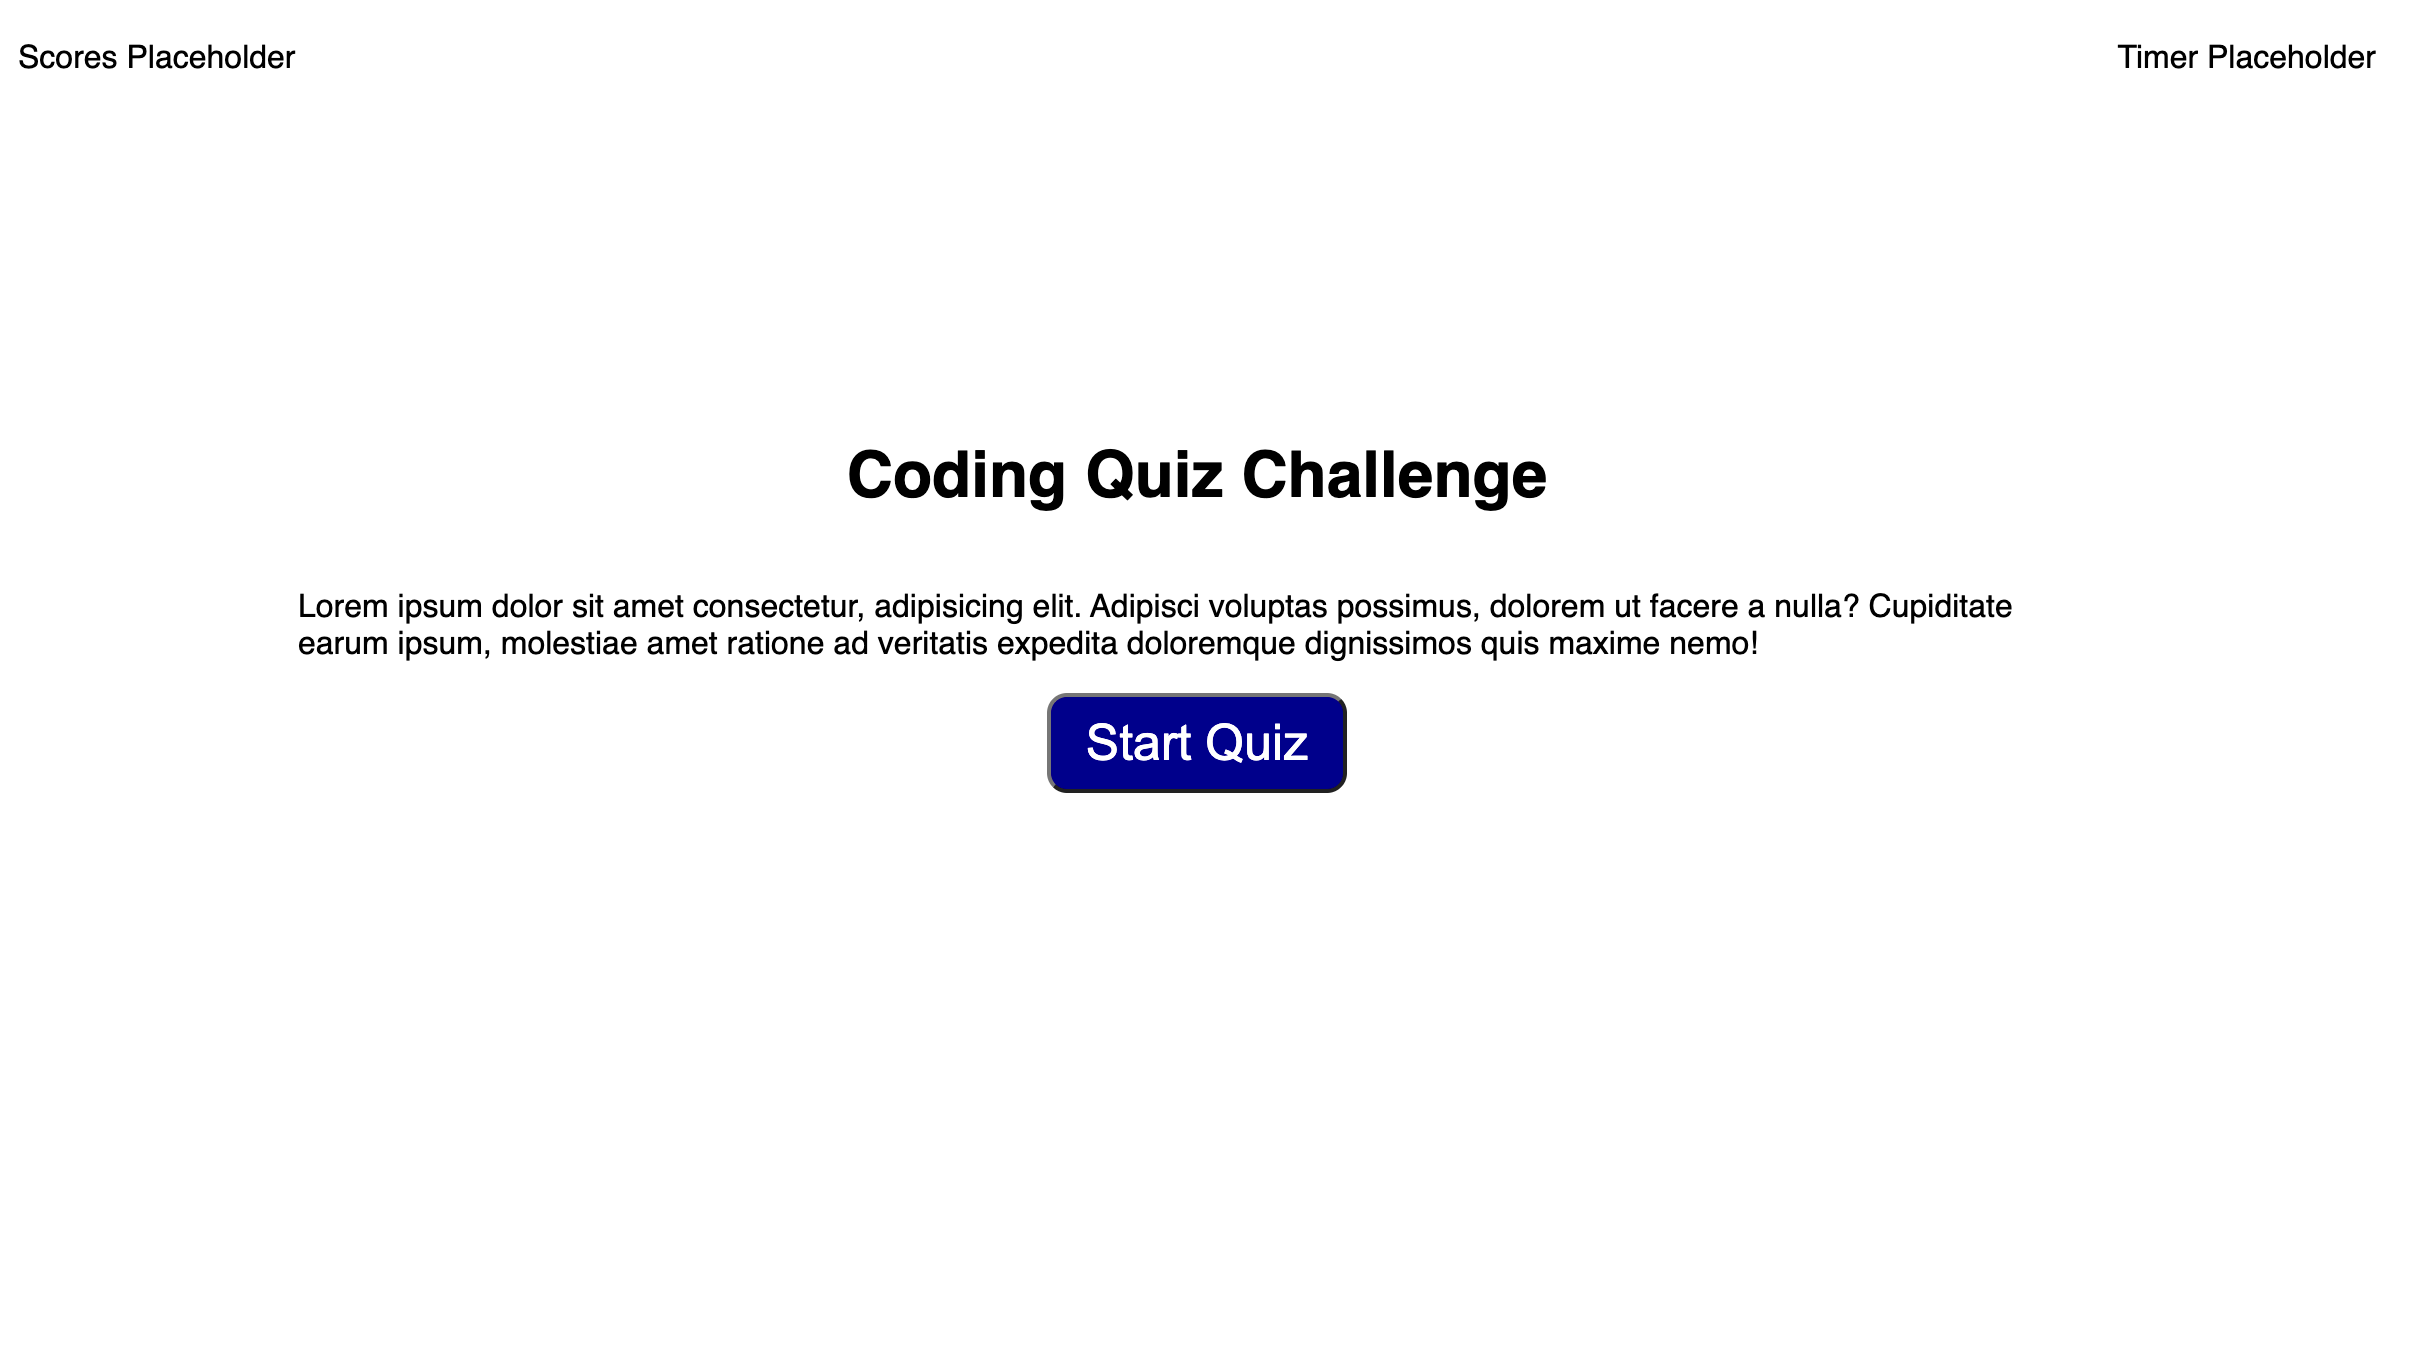 Scores Placeholder
Timer Placeholder
Coding Quiz Challenge
Lorem ipsum dolor sit amet consectetur, adipisicing elit. Adipisci voluptas possimus, dolorem ut facere a nulla? Cupiditate
earum ipsum, molestiae amet ratione ad veritatis expedita doloremque dignissimos quis maxime nemo!
Start Quiz